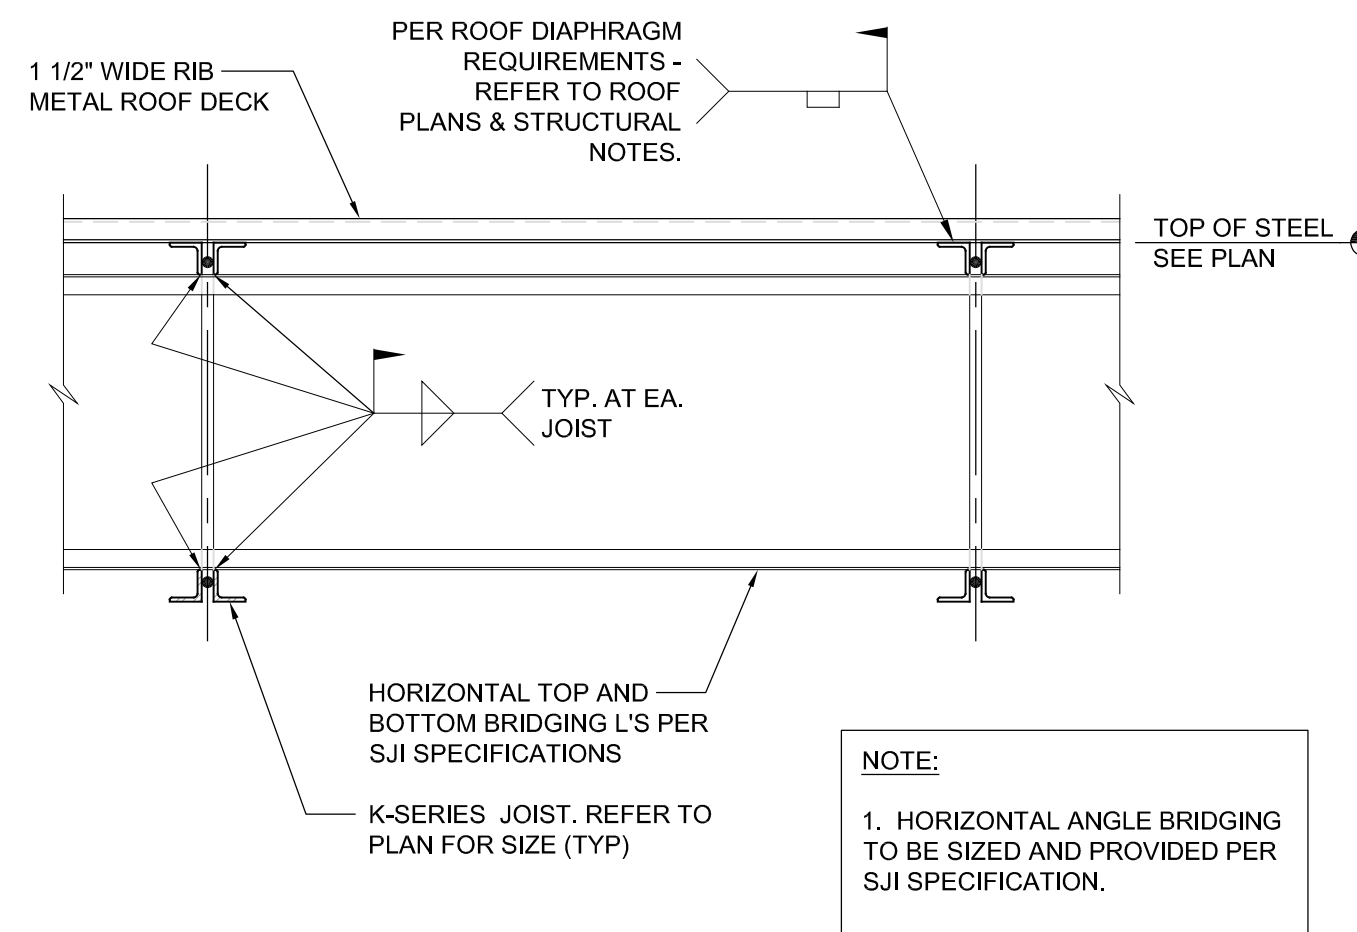 PER ROOF DIAPHRAGM
REQUIREMENTS -
REFER TO ROOF
PLANS & STRUCTURAL
NOTES.
1 1/2" WIDE RIB
METAL ROOF DECK
TOP OF STEEL
SEE PLAN
TYP. AT EA.
JOIST
HORIZONTAL TOP AND
BOTTOM BRIDGING L'S PER
SJI SPECIFICATIONS
K-SERIES JOIST. REFER TO
PLAN FOR SIZE (TYP)
NOTE:
1. HORIZONTAL ANGLE BRIDGING
TO BE SIZED AND PROVIDED PER
SJI SPECIFICATION.